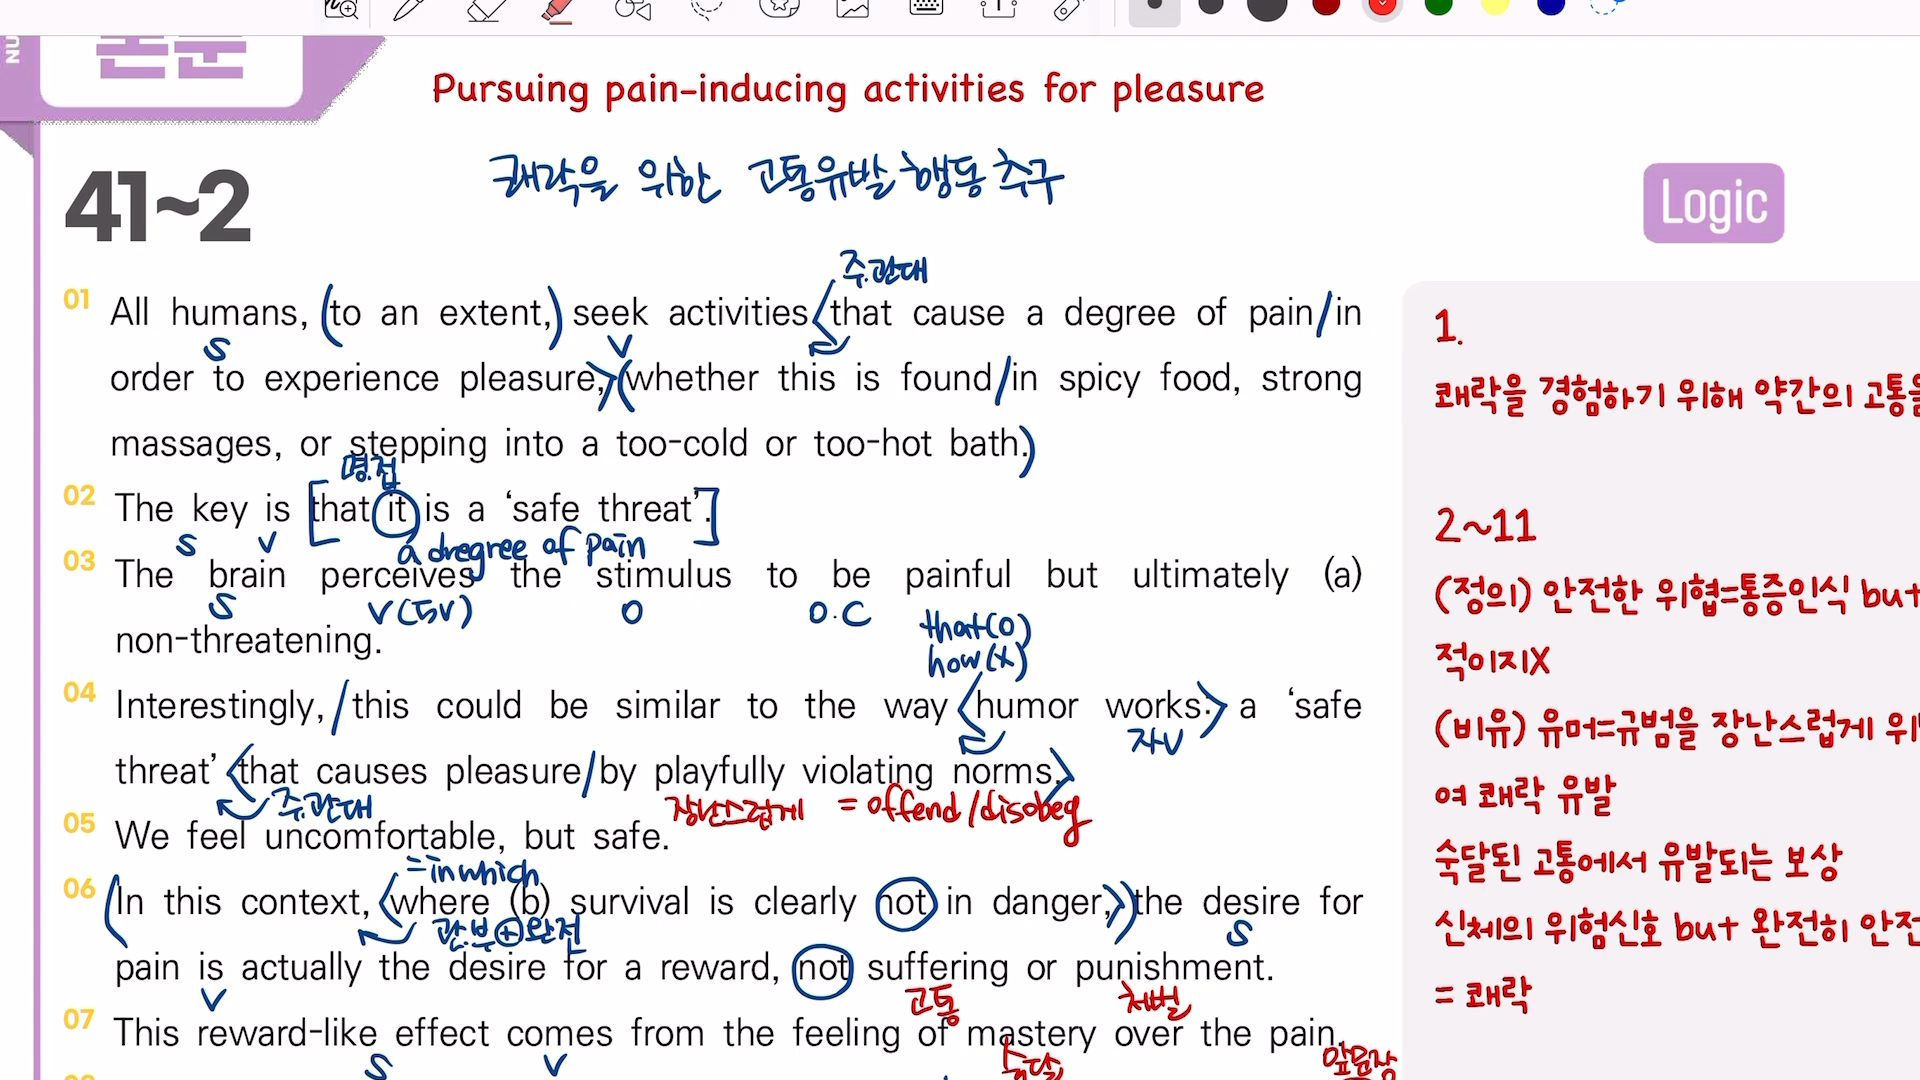 본문
Pursuing pain-inducing activities for pleasure
쾌락을 위한 고통유발행동추구
41~2
Logic
주.관대
01 All humans, (to an extent,) seek activities that cause a degree of pain/in
S V
order to experience pleasure, (whether this is found/in spicy food, strong
massages, or stepping into a too-cold or too-hot bath.)
명.접
02 The key is [that it is a ‘safe threat’.]
S V a dregree of pain
03 The brain perceives the stimulus to be painful but ultimately (a)
S V(5V) O O.C
non-threatening.
that(O)
how(X)
04 Interestingly, /this could be similar to the way humor works: a ‘safe
자V
threat’ that causes pleasure/by playfully violating norms.
주.관대 장난스럽게 = offend/disobey
05 We feel uncomfortable, but safe.
=in which
06 (In this context, where (b) survival is clearly not in danger,) the desire for
관.부+완전 S
pain is actually the desire for a reward, not suffering or punishment.
V 고통 처벌
07 This reward-like effect comes from the feeling of mastery over the pain.
S V 숙달 앞문장
1.
쾌락을 경험하기 위해 약간의 고통을
2~11
(정의) 안전한 위협=통증인식 but
적이지X
(비유) 유머=규범을 장난스럽게 위
여 쾌락 유발
숙달된 고통에서 유발되는 보상
신체의 위험신호 but 완전히 안전
= 쾌락